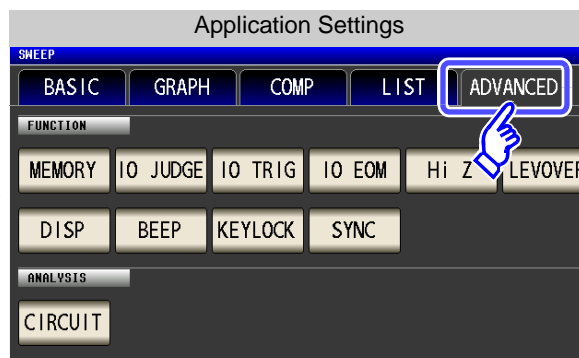 Application Settings
SWEEP
BASIC GRAPH COMP LIST ADVANCED
FUNCTION
MEMORY IO JUDGE IO TRIG IO EOM Hi Z LEVOVER
DISP BEEP KEYLOCK SYNC
ANALYSIS
CIRCUIT